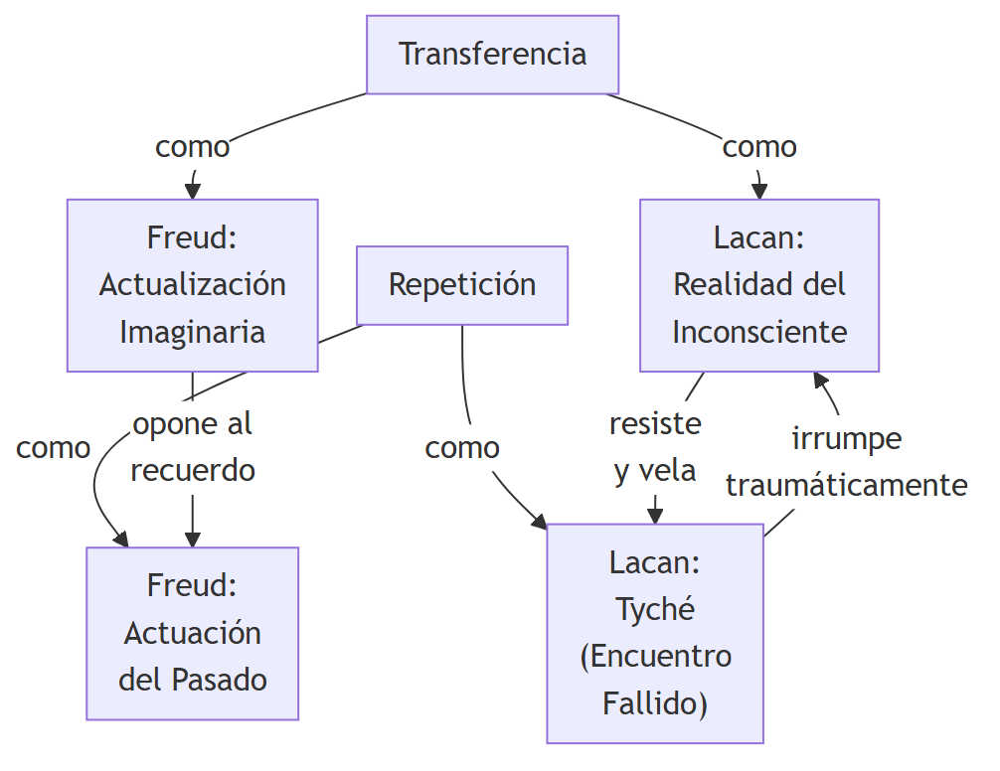 Transferencia
como
como
Freud:
Actualización
Imaginaria
Repetición
Lacan:
Realidad del
Inconsciente
como
opone al
recuerdo
como
resiste
y vela
irrumpe
traumáticamente
Freud:
Actuación
del Pasado
Lacan:
Tyché
(Encuentro
Fallido)